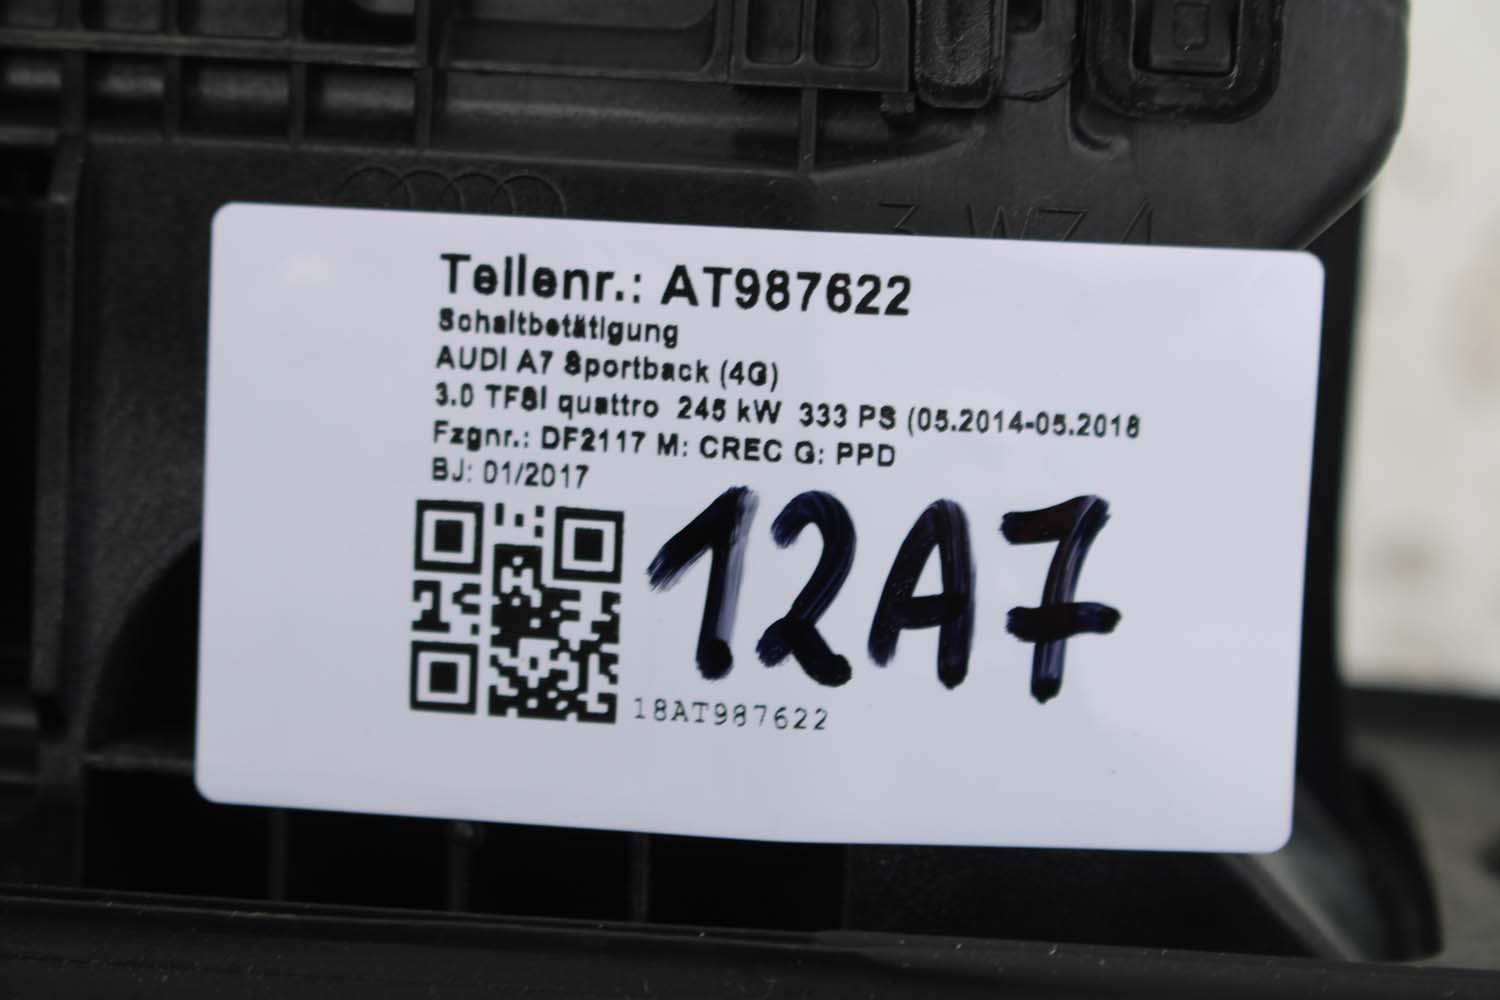 Teilenr.: AT987622
Schaltbetätigung
AUDI A7 Sportback (4G)
3.0 TFSI quattro 245 kW 333 PS (05.2014-05.2018
Fzgnr.: DF2117 M: CREC G: PPD
BJ: 01/2017
12A7
18AT987622